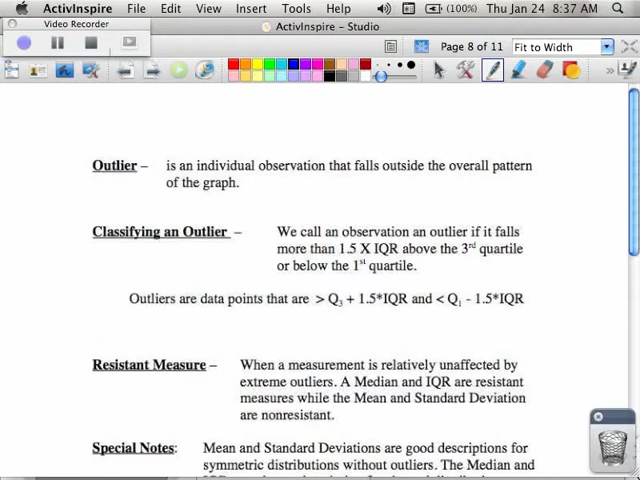 ActivInspire File Edit View Insert Tools (100%) Thu Jan 24 8:37 AM
Video Recorder
ActivInspire - Studio
Page 8 of 11 Fit to Width
Outlier – is an individual observation that falls outside the overall pattern
of the graph.
Classifying an Outlier – We call an observation an outlier if it falls
more than 1.5 X IQR above the 3rd quartile
or below the 1st quartile.
Outliers are data points that are > Q3 + 1.5*IQR and < Q1 - 1.5*IQR
Resistant Measure – When a measurement is relatively unaffected by
extreme outliers. A Median and IQR are resistant
measures while the Mean and Standard Deviation
are nonresistant.
Special Notes: Mean and Standard Deviations are good descriptions for
symmetric distributions without outliers. The Median and